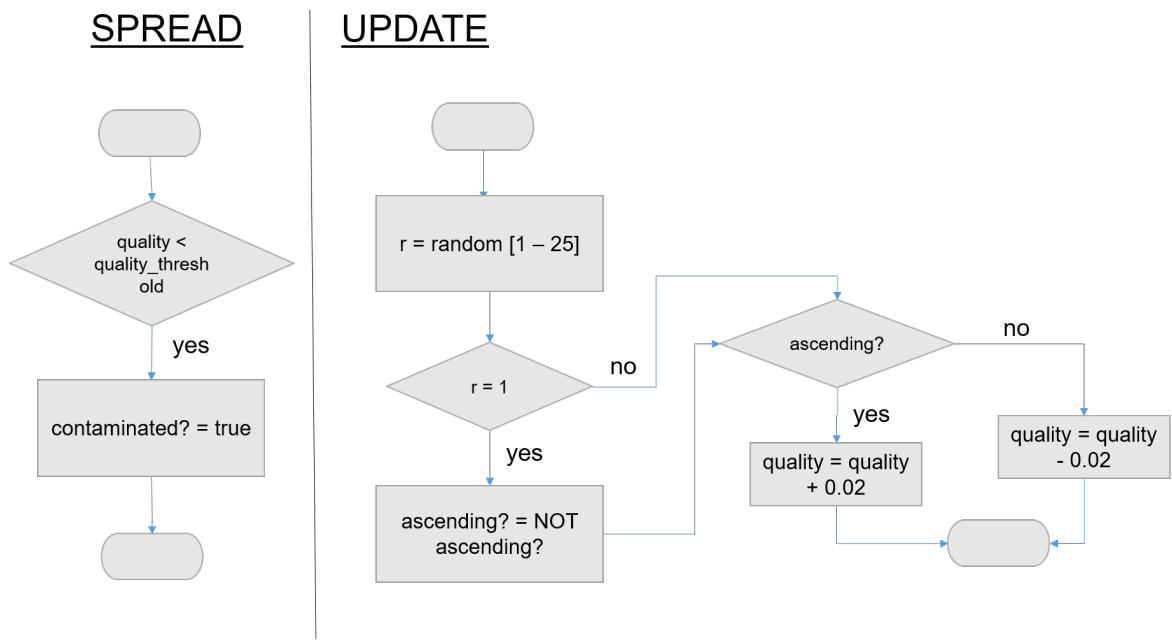 SPREAD
quality <
quality_thresh
old
yes
contaminated? = true
UPDATE
r = random [1 – 25]
r = 1
no
yes
ascending? = NOT
ascending?
ascending?
no
yes
quality = quality
+ 0.02
quality = quality
- 0.02